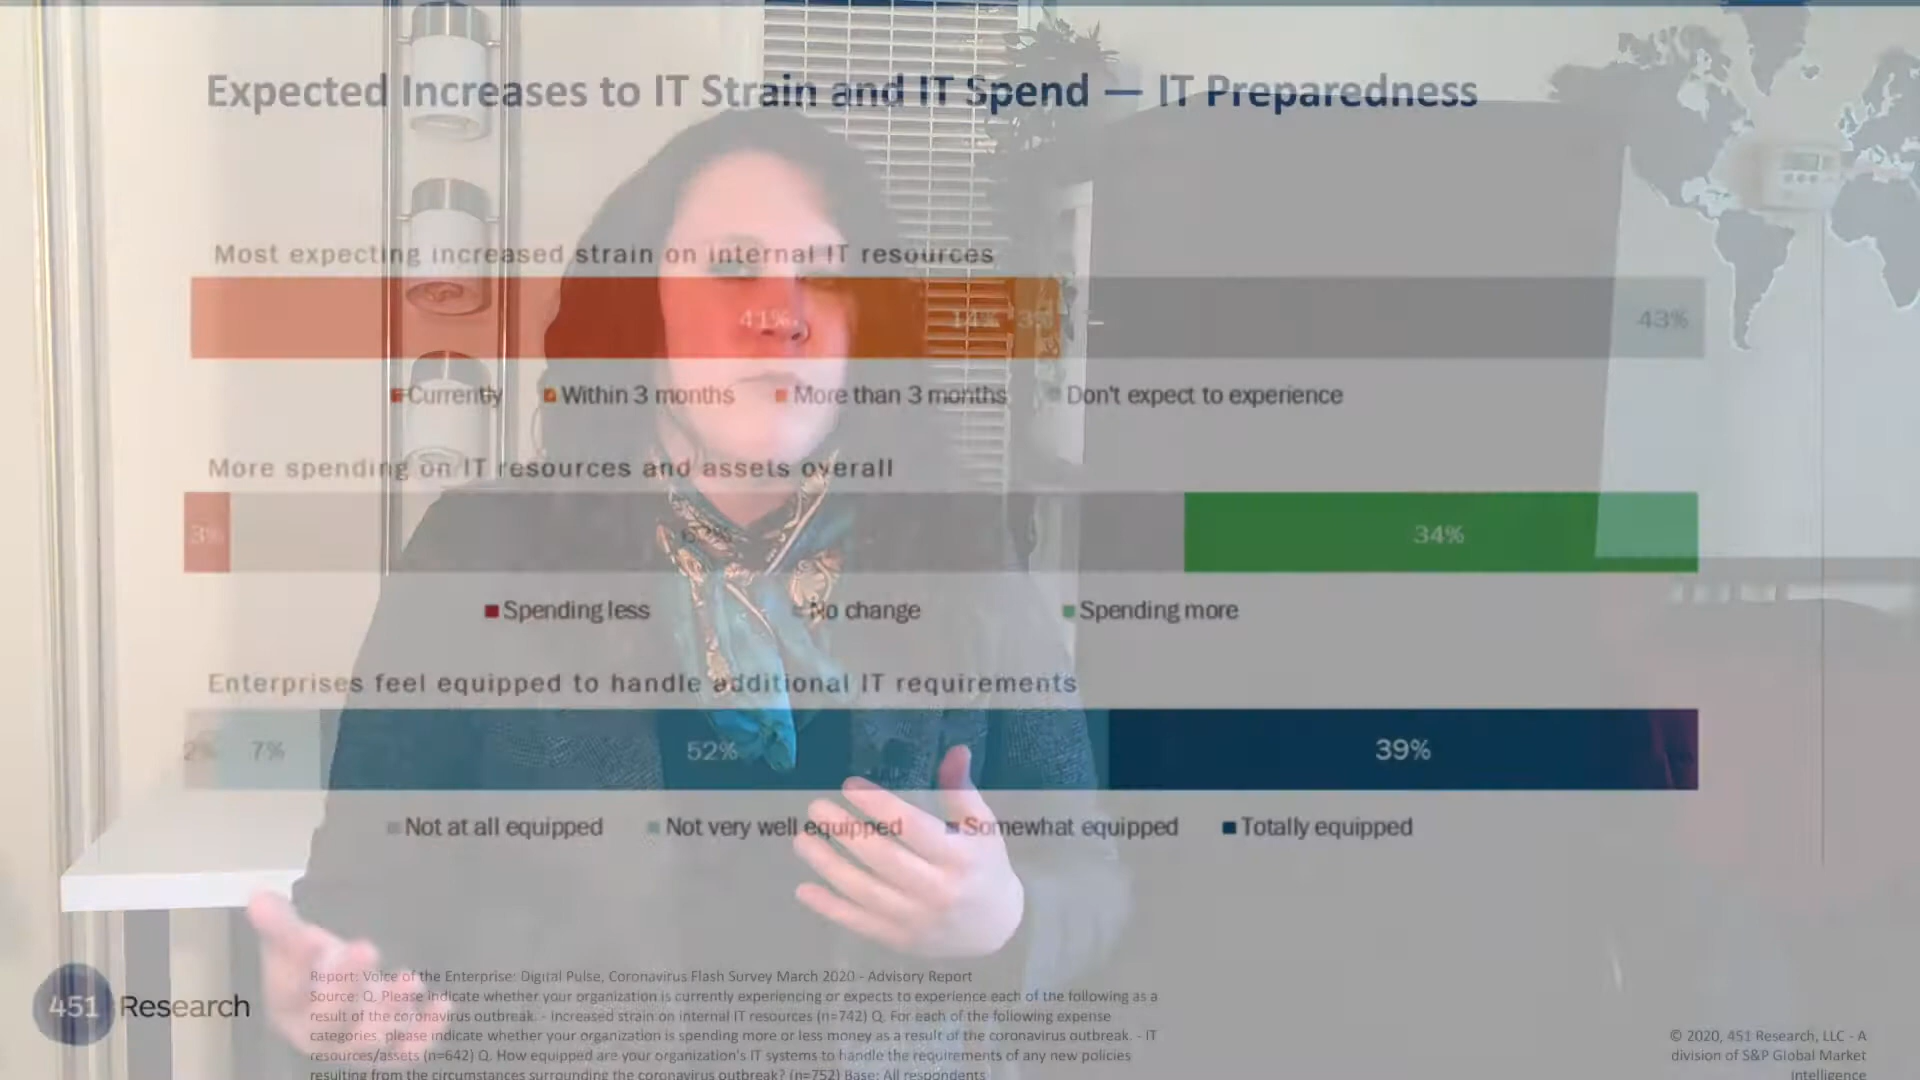 Expected Increases to IT Strain and IT Spend — IT Preparedness
Most expecting increased strain on internal IT resources
41% 14% 3% 43%
Currently Within 3 months More than 3 months Don't expect to experience
More spending on IT resources and assets overall
3% 34%
Spending less No change Spending more
Enterprises feel equipped to handle additional IT requirements
2% 7% 52% 39%
Not at all equipped Not very well equipped Somewhat equipped Totally equipped
451 Research
Report: Voice of the Enterprise: Digital Pulse, Coronavirus Flash Survey March 2020 - Advisory Report
Source: Q. Please indicate whether your organization is currently experiencing or expects to experience each of the following as a
result of the coronavirus outbreak. - Increased strain on internal IT resources (n=742) Q. For each of the following expense
categories, please indicate whether your organization is spending more or less money as a result of the coronavirus outbreak. - IT
resources/assets (n=642) Q. How equipped are your organization's IT systems to handle the requirements of any new policies
resulting from the circumstances surrounding the coronavirus outbreak? (n=752) Base: All respondents
© 2020, 451 Research, LLC - A
division of S&P Global Market
Intelligence